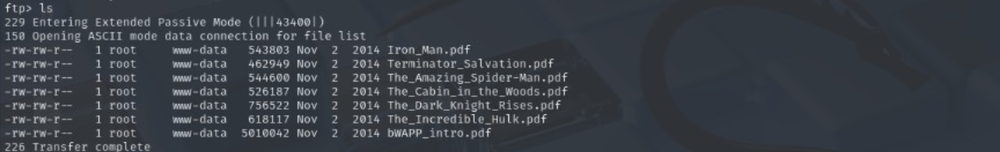 ftp> ls
229 Entering Extended Passive Mode (|||43400|)
150 Opening ASCII mode data connection for file list
-rw-rw-r--   1 root     www-data   543803 Nov  2  2014 Iron_Man.pdf
-rw-rw-r--   1 root     www-data   462949 Nov  2  2014 Terminator_Salvation.pdf
-rw-rw-r--   1 root     www-data   544600 Nov  2  2014 The_Amazing_Spider-Man.pdf
-rw-rw-r--   1 root     www-data   526187 Nov  2  2014 The_Cabin_in_the_Woods.pdf
-rw-rw-r--   1 root     www-data   756522 Nov  2  2014 The_Dark_Knight_Rises.pdf
-rw-rw-r--   1 root     www-data   618117 Nov  2  2014 The_Incredible_Hulk.pdf
-rw-rw-r--   1 root     www-data  5010042 Nov  2  2014 bWAPP_intro.pdf
226 Transfer complete